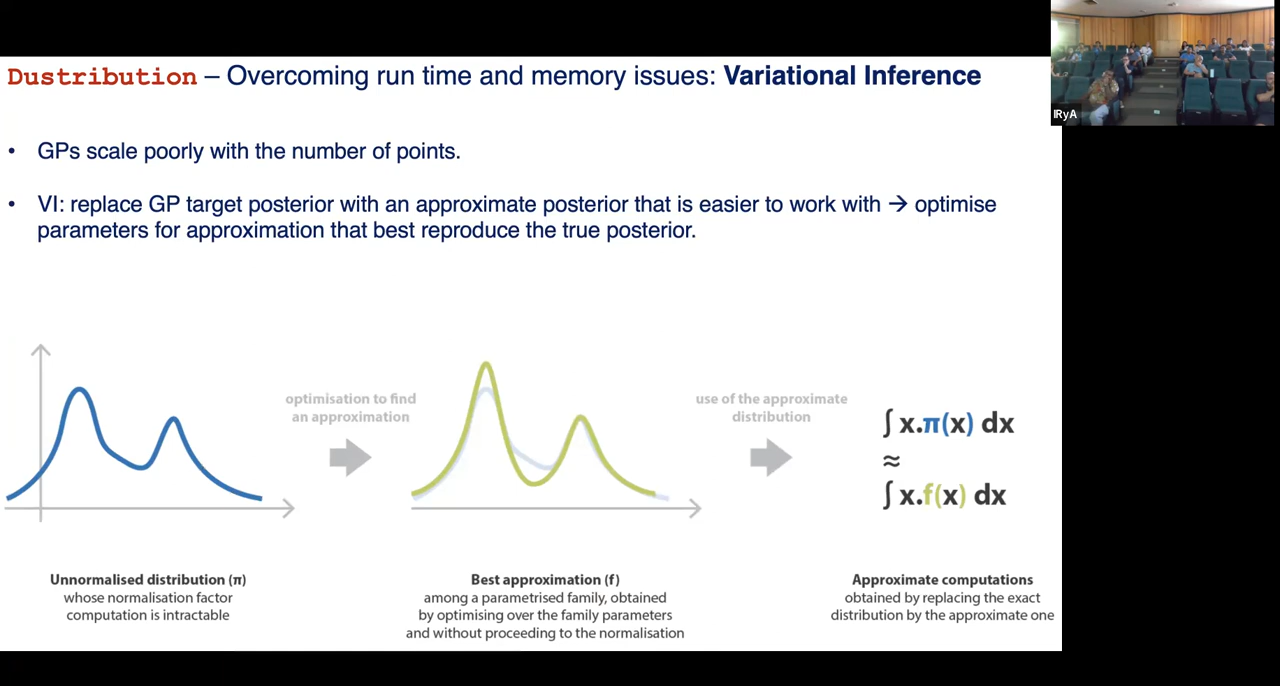 Dustribution – Overcoming run time and memory issues: Variational Inference
IRyA
• GPs scale poorly with the number of points.
• VI: replace GP target posterior with an approximate posterior that is easier to work with → optimise
parameters for approximation that best reproduce the true posterior.
optimisation to find
an approximation
use of the approximate
distribution
∫ x.π(x) dx
≈
∫ x.f(x) dx
Unnormalised distribution (π)
whose normalisation factor
computation is intractable
Best approximation (f)
among a parametrised family, obtained
by optimising over the family parameters
and without proceeding to the normalisation
Approximate computations
obtained by replacing the exact
distribution by the approximate one